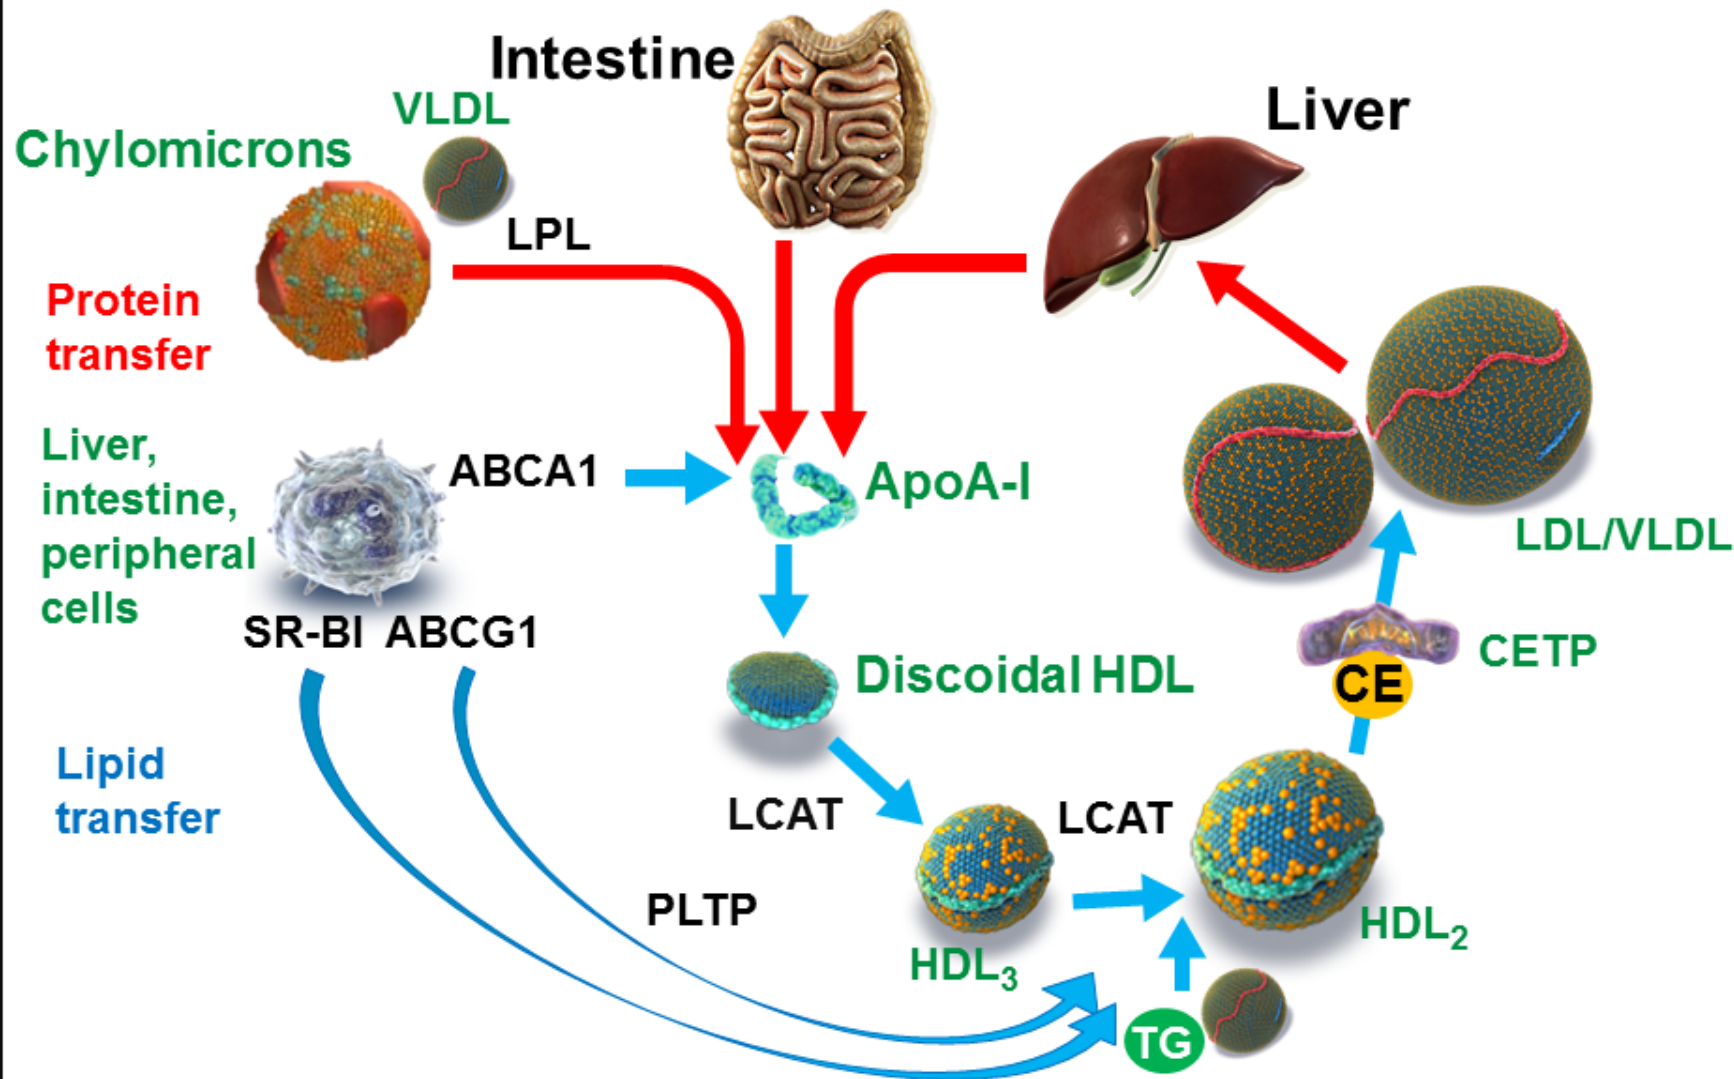 Intestine
VLDL
Liver
Chylomicrons
LPL
Protein
transfer
Liver,
intestine,
peripheral
cells
ABCA1
ApoA-I
LDL/VLDL
SR-BI ABCG1
CETP
CE
Discoidal HDL
Lipid
transfer
LCAT
LCAT
PLTP
HDL₃
HDL₂
TG